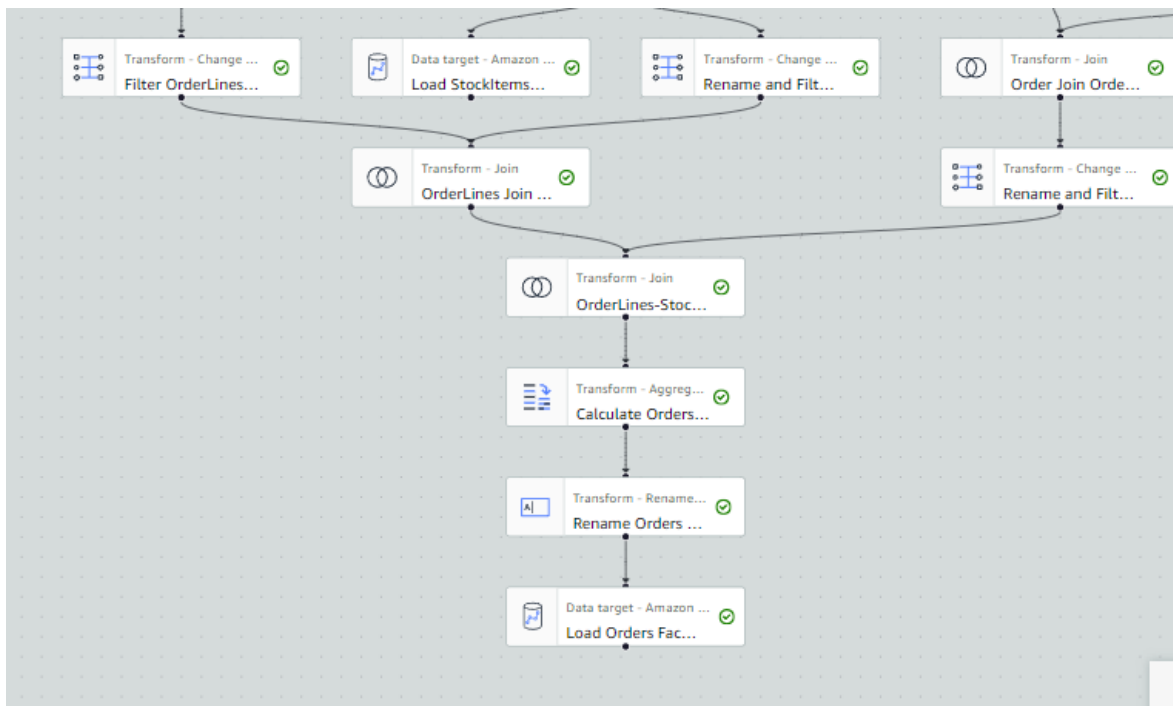 Transform - Change ...
Filter OrderLines...
Data target - Amazon ...
Load StockItems...
Transform - Change ...
Rename and Filt...
Transform - Join
Order Join Orde...
Transform - Join
OrderLines Join ...
Transform - Change ...
Rename and Filt...
Transform - Join
OrderLines-Stoc...
Transform - Aggreg...
Calculate Orders...
Transform - Rename...
Rename Orders ...
Data target - Amazon ...
Load Orders Fac...